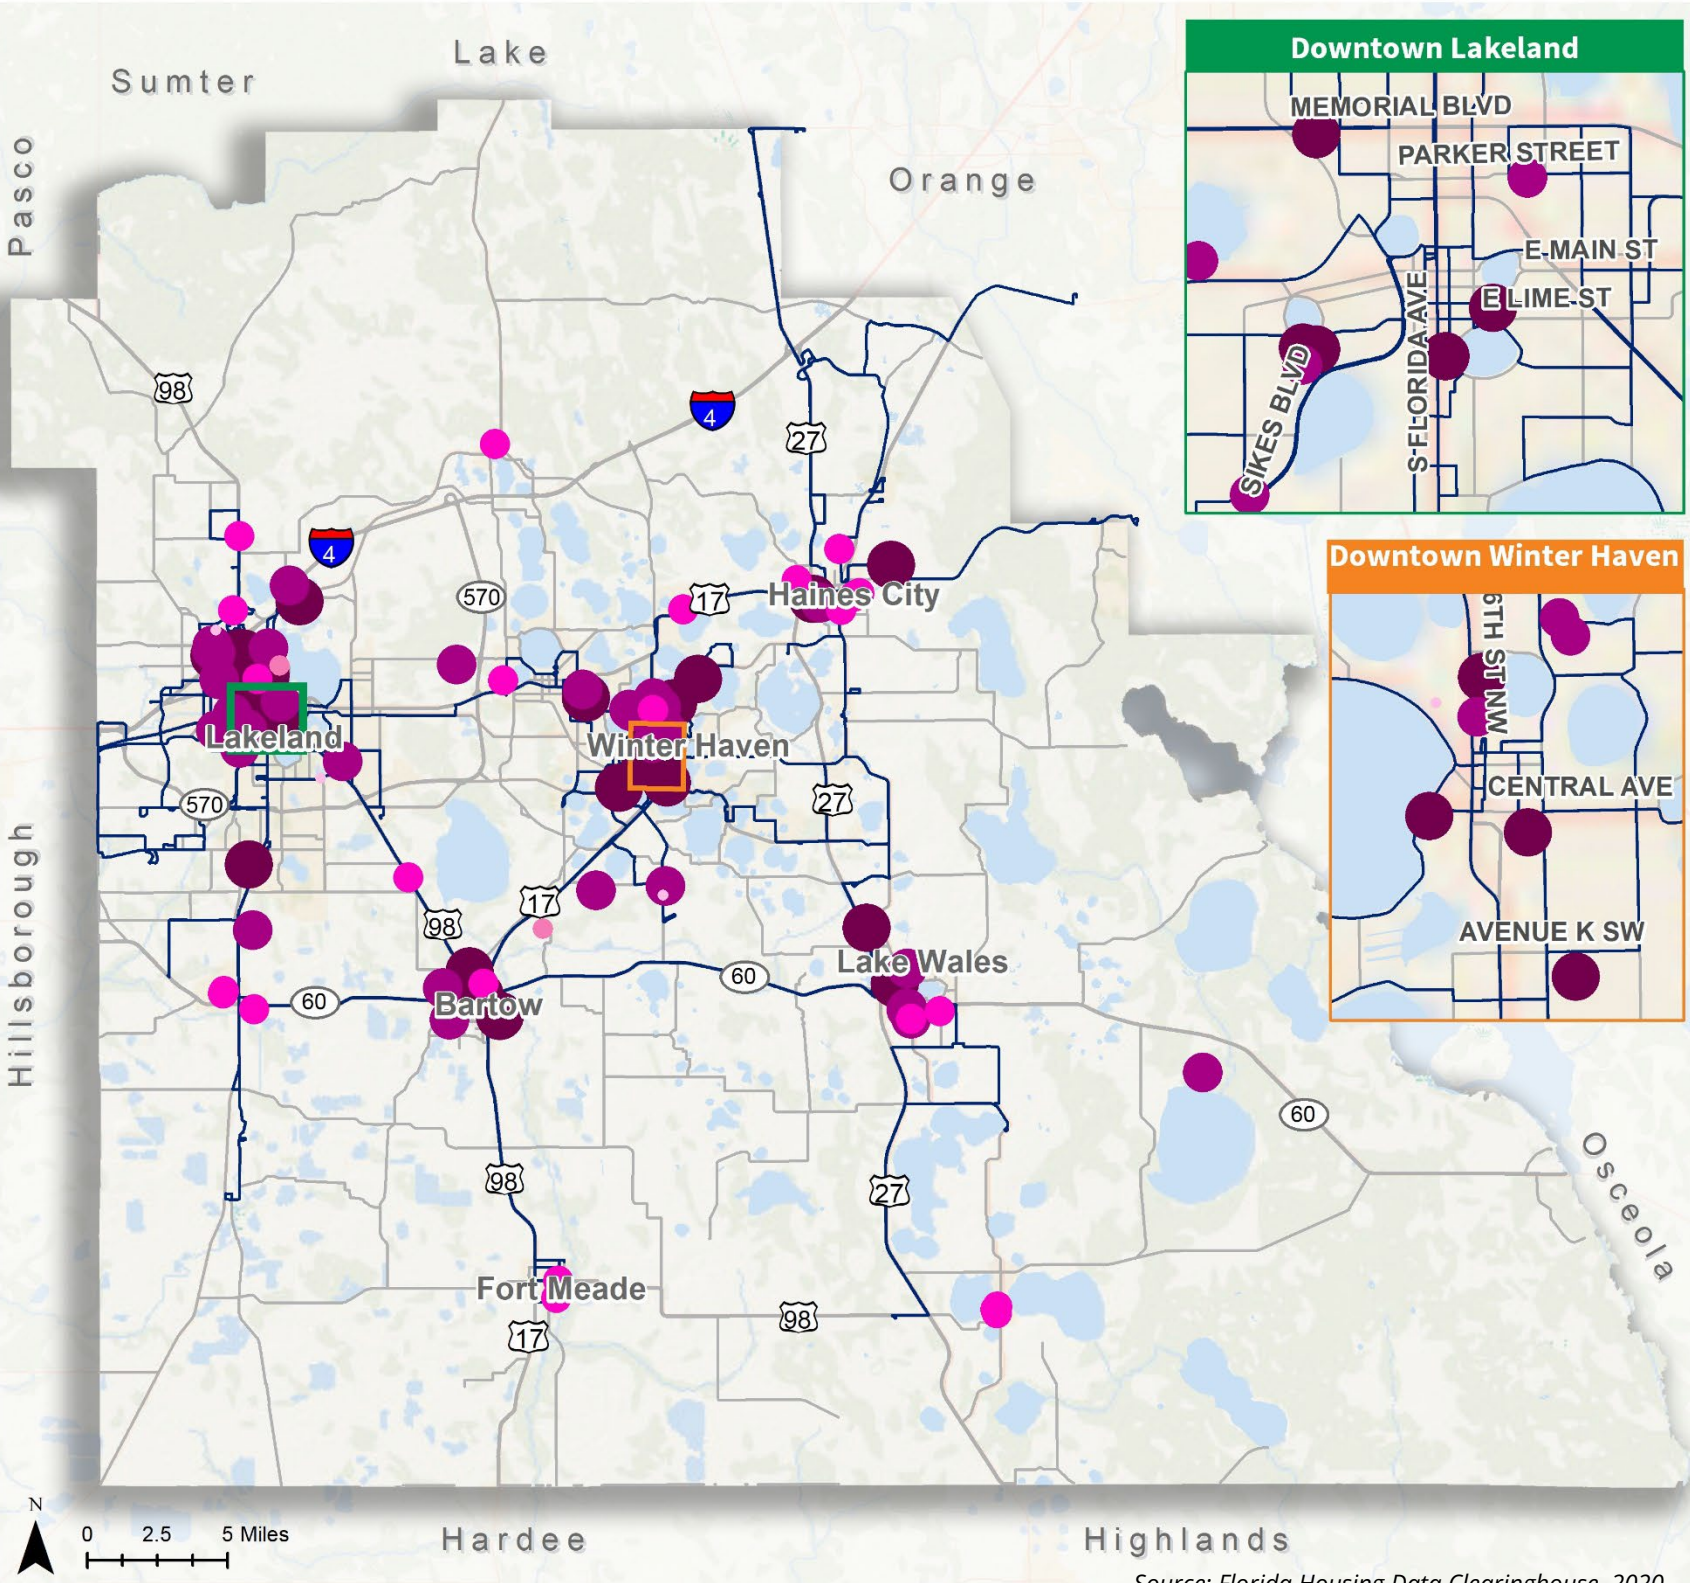 Lake
Sumter
Pasco
Orange
Hillsborough
Osceola
Hardee
Highlands
Downtown Lakeland
MEMORIAL BLVD
PARKER STREET
E MAIN ST
E LIME ST
S FLORIDA AVE
SIKES BLVD
Downtown Winter Haven
6TH ST NW
CENTRAL AVE
AVENUE K SW
98
4
27
4
570
17
Haines City
Lakeland
Winter Haven
570
27
17
98
Lake Wales
60
60
Bartow
60
98
27
Fort Meade
98
17
N
0 2.5 5 Miles
Source: Florida Housing Data Clearinghouse, 2020